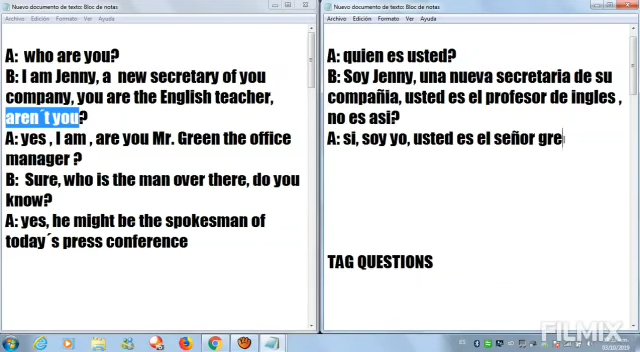 Nuevo documento de texto: Bloc de notas
Archivo Edición Formato Ver Ayuda
A: who are you?
B: I am Jenny, a new secretary of you
company, you are the English teacher,
aren´t you?
A: yes , I am , are you Mr. Green the office
manager ?
B: Sure, who is the man over there, do you
know?
A: yes, he might be the spokesman of
today´s press conference
Nuevo documento de texto: Bloc de notas
Archivo Edición Formato Ver Ayuda
A: quien es usted?
B: Soy Jenny, una nueva secretaria de su
compañia, usted es el profesor de ingles ,
no es asi?
A: si, soy yo, usted es el señor gre
TAG QUESTIONS
FILMIX